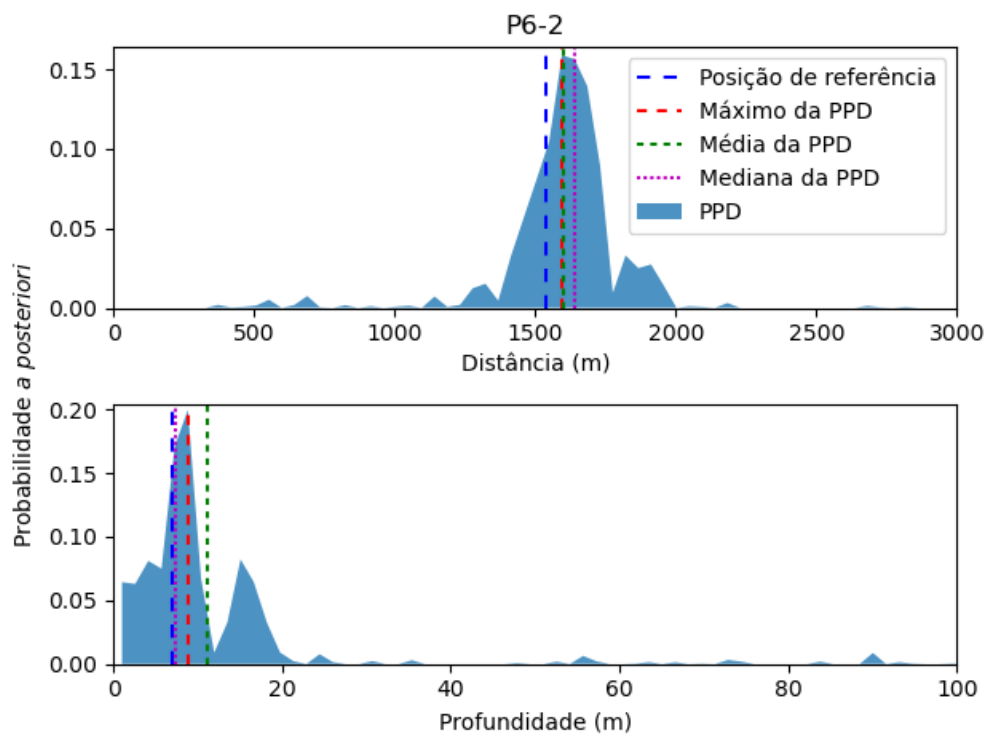 P6-2
0.15
0.10
0.05
0.00
Posição de referência
Máximo da PPD
Média da PPD
Mediana da PPD
PPD
0 500 1000 1500 2000 2500 3000
Distância (m)
Probabilidade a posteriori
0.20
0.15
0.10
0.05
0.00
0 20 40 60 80 100
Profundidade (m)